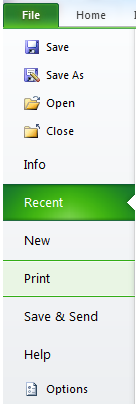 File Home
Save
Save As
Open
Close
Info
Recent
New
Print
Save & Send
Help
Options